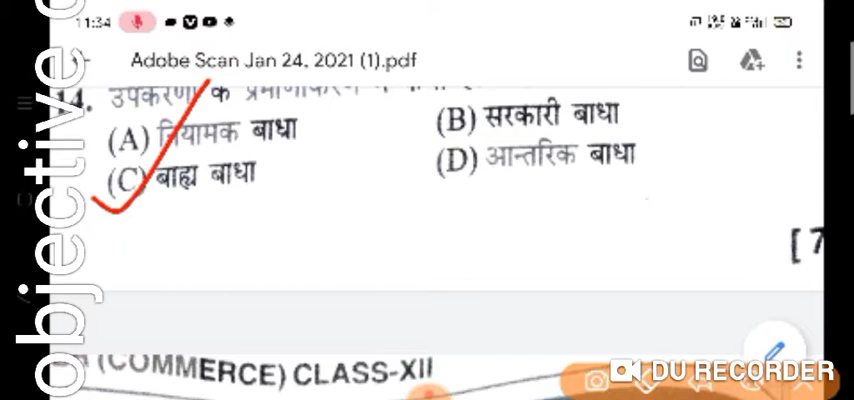 11:34
Adobe Scan Jan 24, 2021 (1).pdf
14. उपकरणों के
(A) नियामक बाधा
(B) सरकारी बाधा
(C) बाह्य बाधा
(D) आन्तरिक बाधा
[7
(COMMERCE) CLASS-XII
DU RECORDER
objective